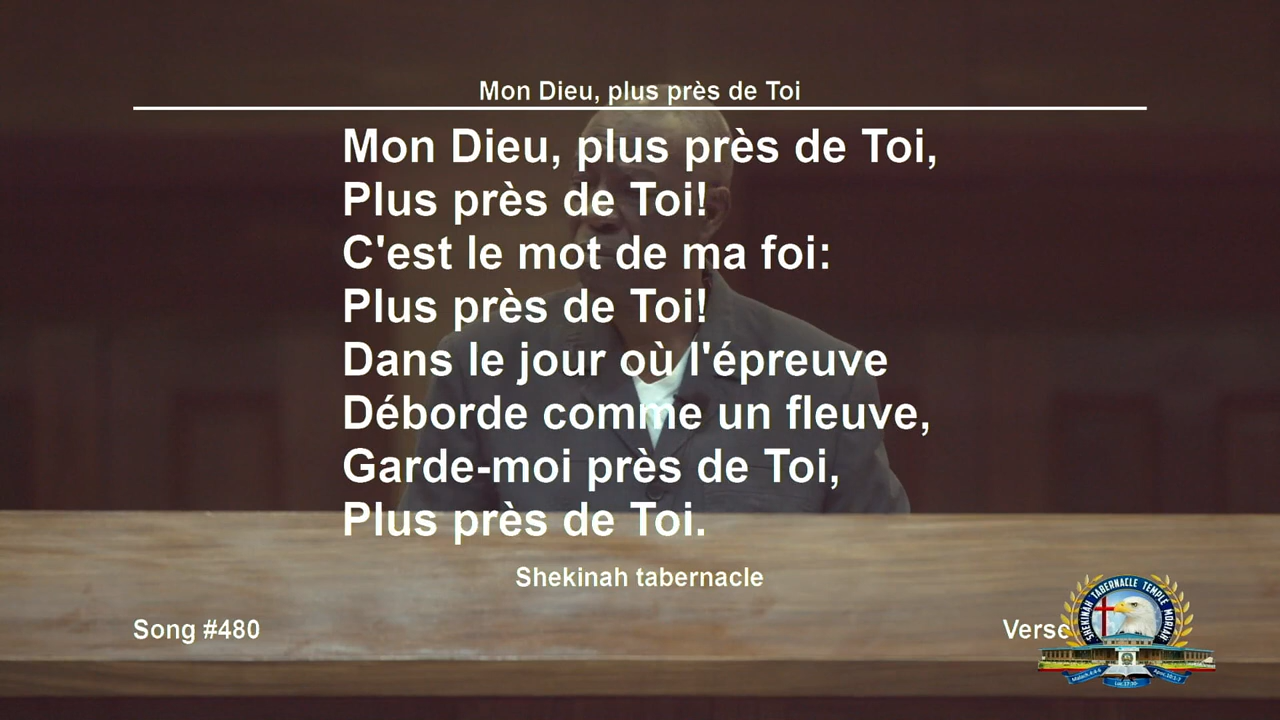 Mon Dieu, plus près de Toi
Mon Dieu, plus près de Toi,
Plus près de Toi!
C'est le mot de ma foi:
Plus près de Toi!
Dans le jour où l'épreuve
Déborde comme un fleuve,
Garde-moi près de Toi,
Plus près de Toi.
Shekinah tabernacle
Song #480
Verse
SHEKINAH TABERNACLE TEMPLE MORIAH